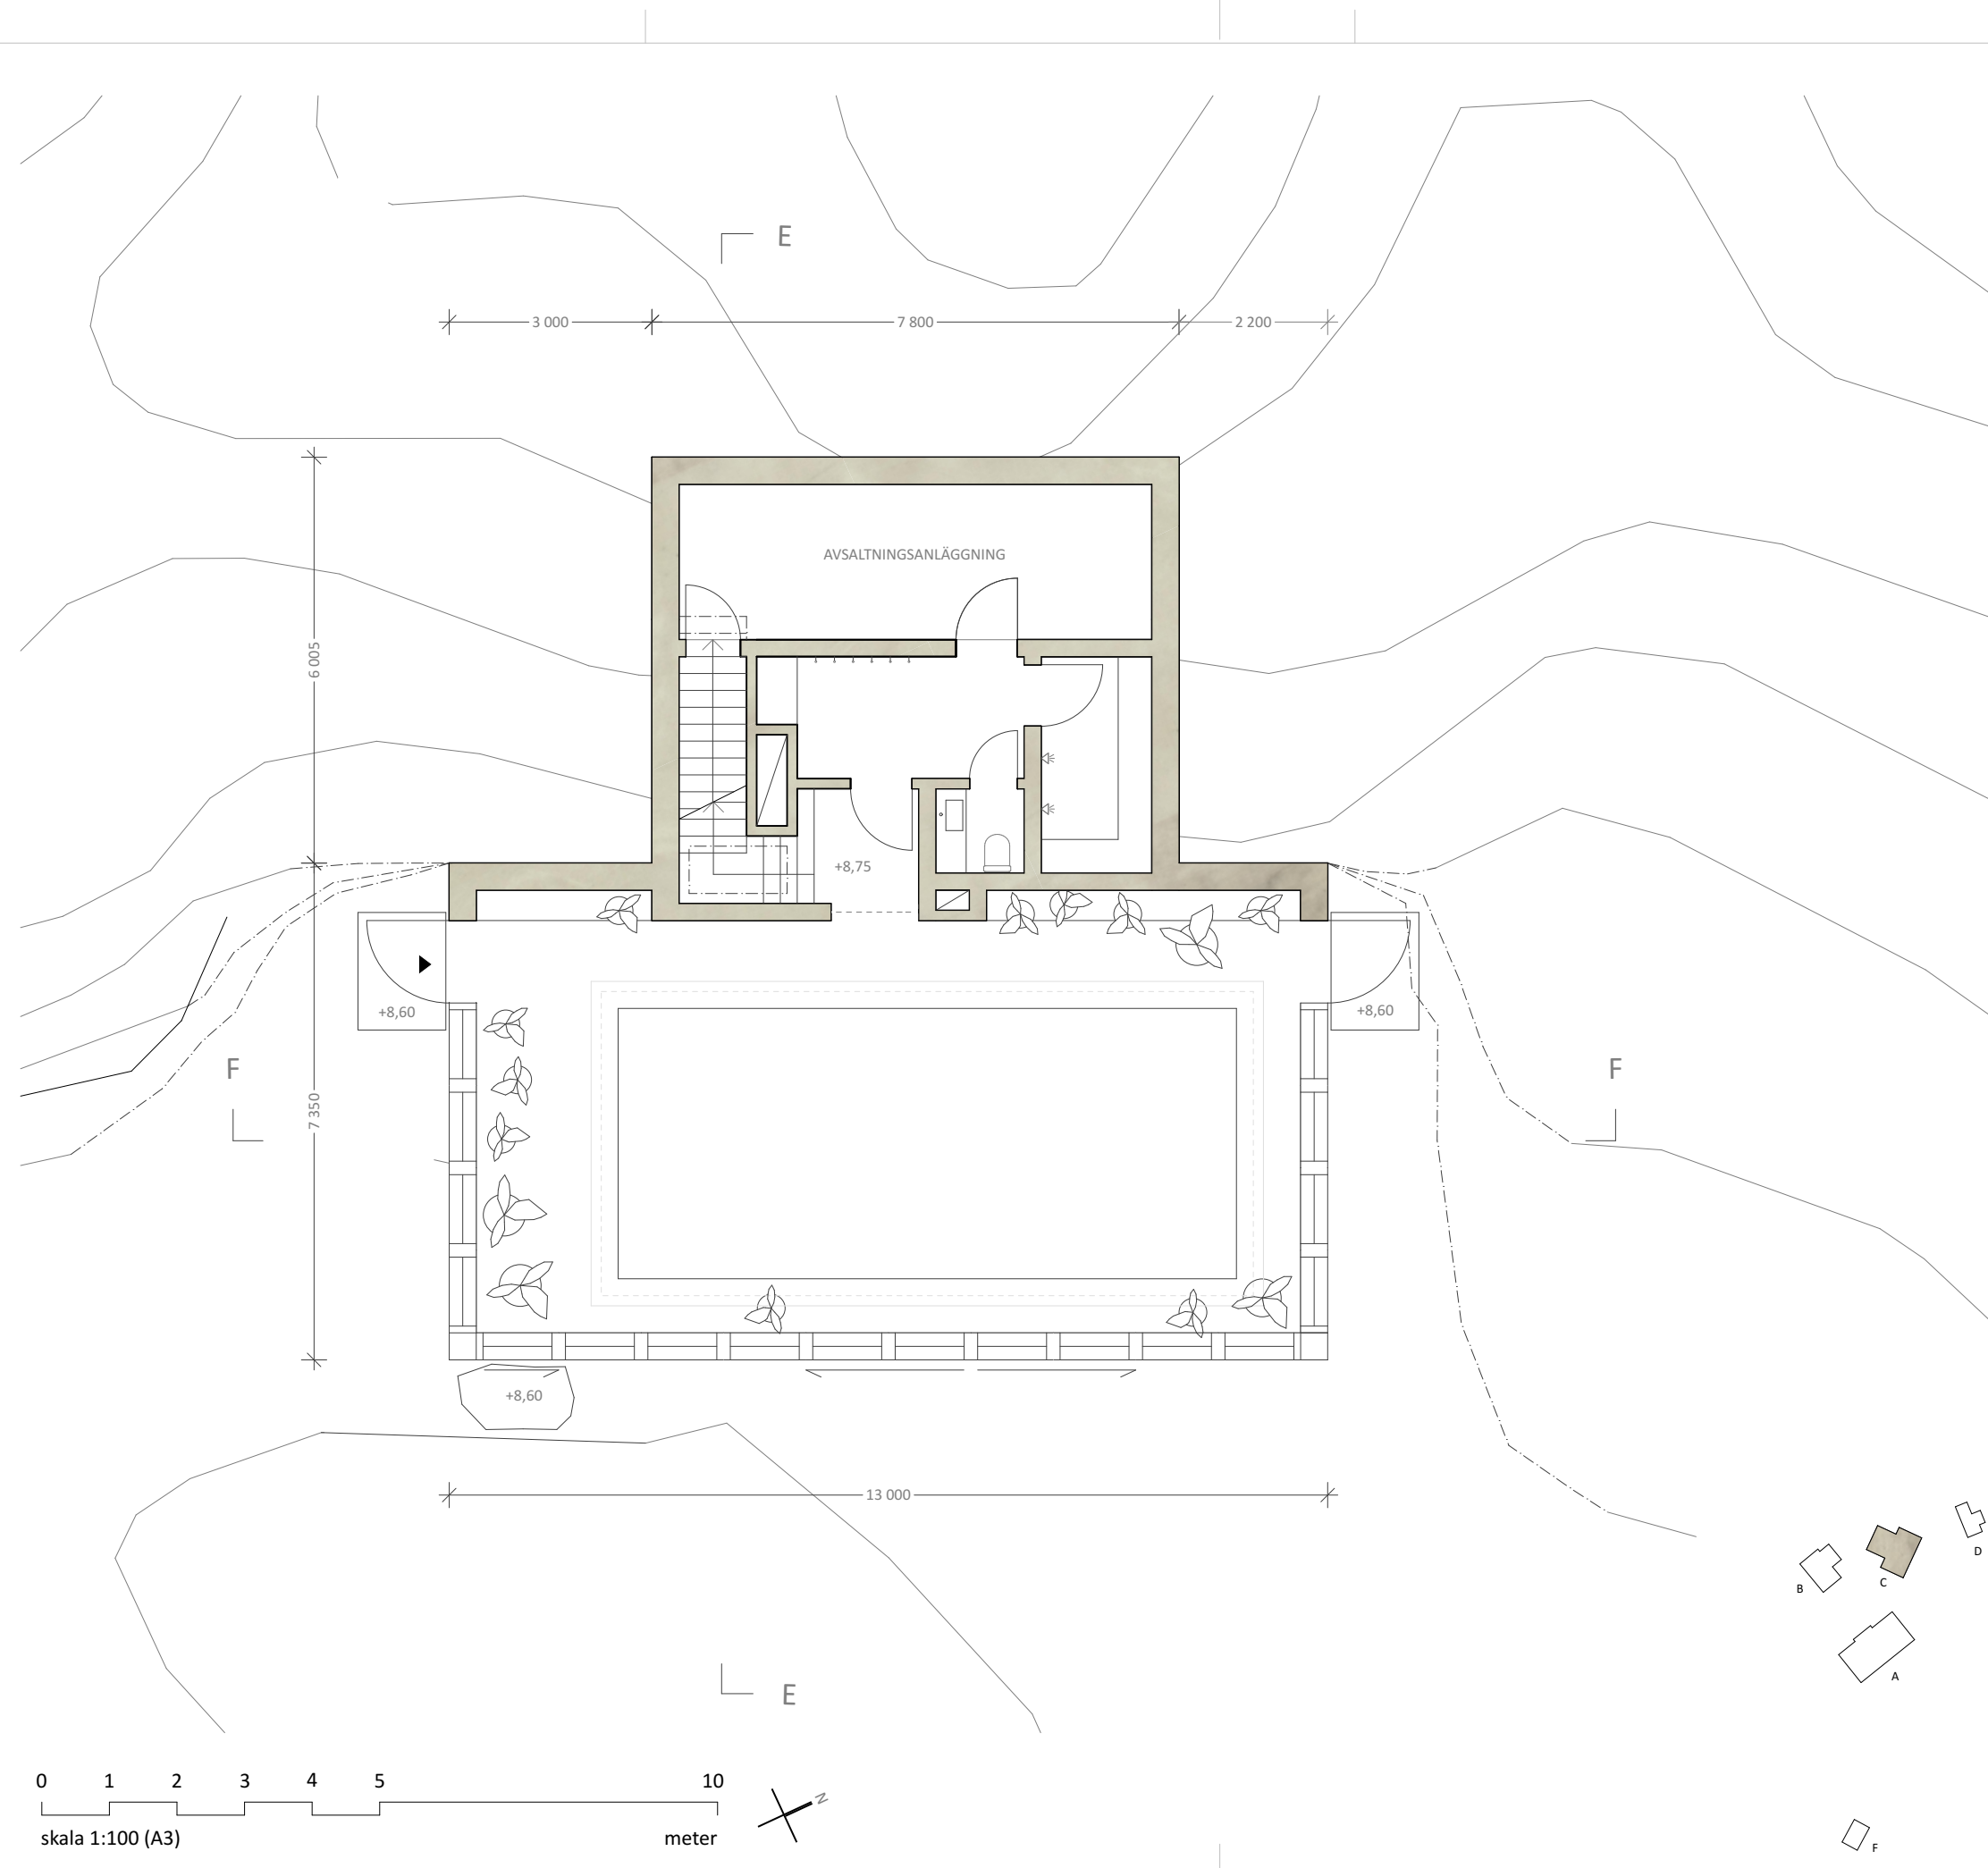 E
3 000
7 800
2 200
AVSALTNINGSANLÄGGNING
6 005
+8,75
+8,60
+8,60
F
F
7 350
+8,60
13 000
D
B
C
A
E
0 1 2 3 4 5 10
N
skala 1:100 (A3)
meter
F